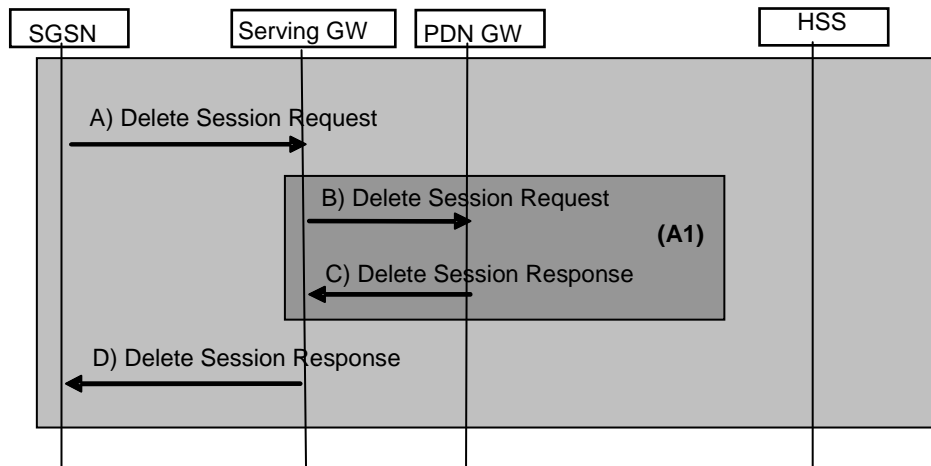 SGSN
Serving GW
PDN GW
HSS
A) Delete Session Request
B) Delete Session Request
(A1)
C) Delete Session Response
D) Delete Session Response